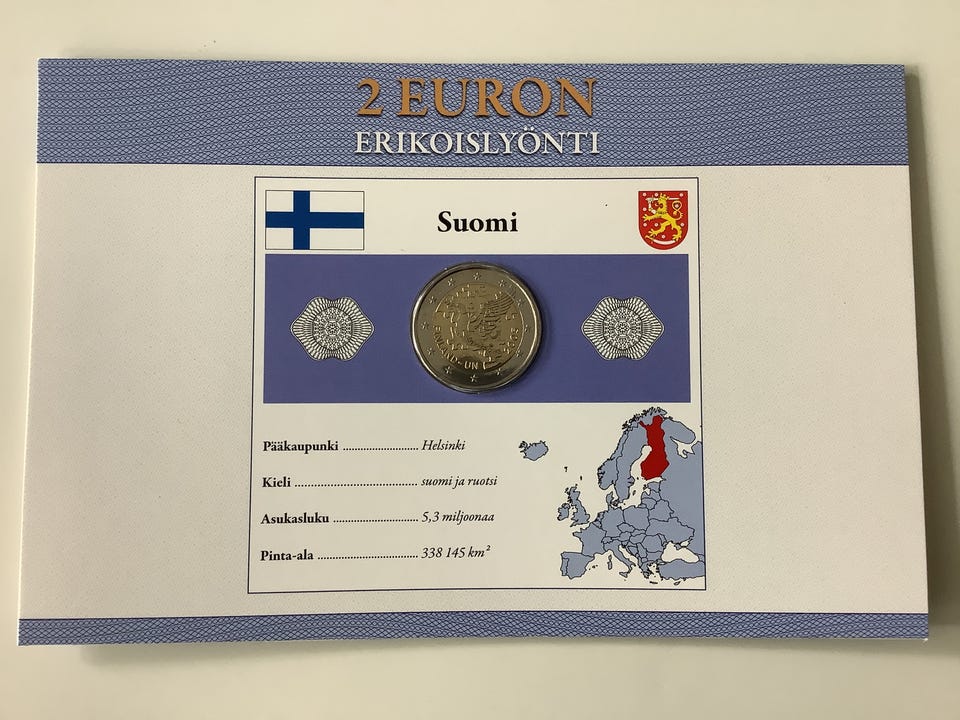 2 EURON
ERIKOISLYÖNTI
Suomi
FINLAND - UN 2005
Pääkaupunki .......................... Helsinki
Kieli .......................................... suomi ja ruotsi
Asukasluku ............................. 5,3 miljoonaa
Pinta-ala .................................. 338 145 km²